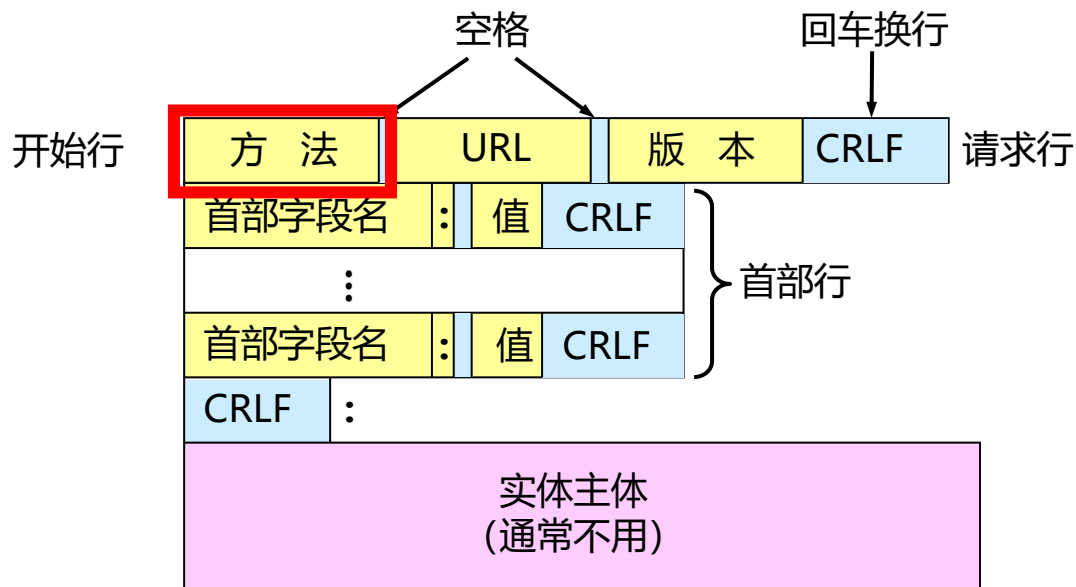 空格 回车换行
开始行 方 法 URL 版 本 CRLF 请求行
首部字段名 : 值 CRLF
⋮ 首部行
首部字段名 : 值 CRLF
CRLF :
实体主体
(通常不用)